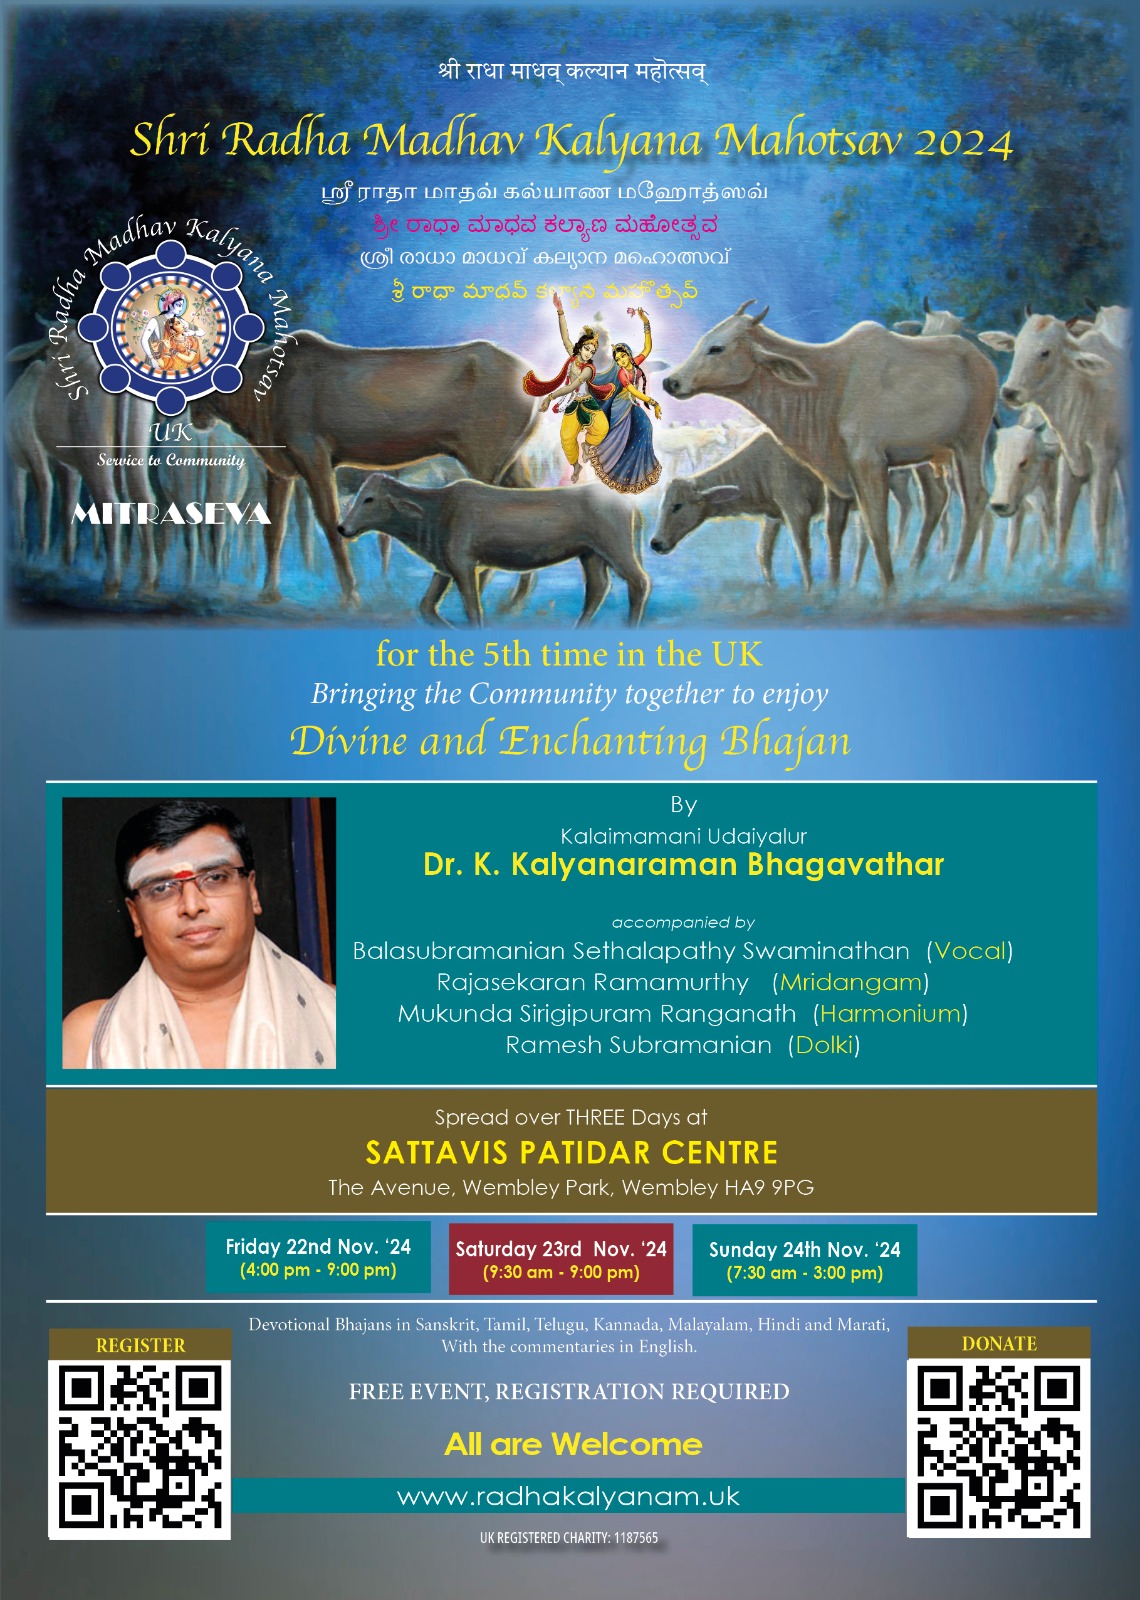 श्री राधा माधव् कल्यान महोत्सव्
Shri Radha Madhav Kalyana Mahotsav 2024
ஸ்ரீ ராதா மாதவ் கல்யாண மஹோத்ஸவ்
ಶ್ರೀ ರಾಧಾ ಮಾಧವ ಕಲ್ಯಾಣ ಮಹೋತ್ಸವ
ശ്രീ രാധാ മാധവ് കല്യാന മഹൊത്സവ്
శ్రీ రాధా మాధవ్ కల్యాన మహొత్సవ్
Shri Radha Madhav Kalyana Mahotsav
UK
Service to Community
MITRASEVA
for the 5th time in the UK
Bringing the Community together to enjoy
Divine and Enchanting Bhajan
By
Kalaimamani Udaiyalur
Dr. K. Kalyanaraman Bhagavathar
accompanied by
Balasubramanian Sethalapathy Swaminathan (Vocal)
Rajasekaran Ramamurthy (Mridangam)
Mukunda Sirigipuram Ranganath (Harmonium)
Ramesh Subramanian (Dolki)
Spread over THREE Days at
SATTAVIS PATIDAR CENTRE
The Avenue, Wembley Park, Wembley HA9 9PG
Friday 22nd Nov. ‘24
(4:00 pm - 9:00 pm)
Saturday 23rd Nov. ‘24
(9:30 am - 9:00 pm)
Sunday 24th Nov. ‘24
(7:30 am - 3:00 pm)
Devotional Bhajans in Sanskrit, Tamil, Telugu, Kannada, Malayalam, Hindi and Marati,
With the commentaries in English.
REGISTER
DONATE
FREE EVENT, REGISTRATION REQUIRED
All are Welcome
www.radhakalyanam.uk
UK REGISTERED CHARITY: 1187565